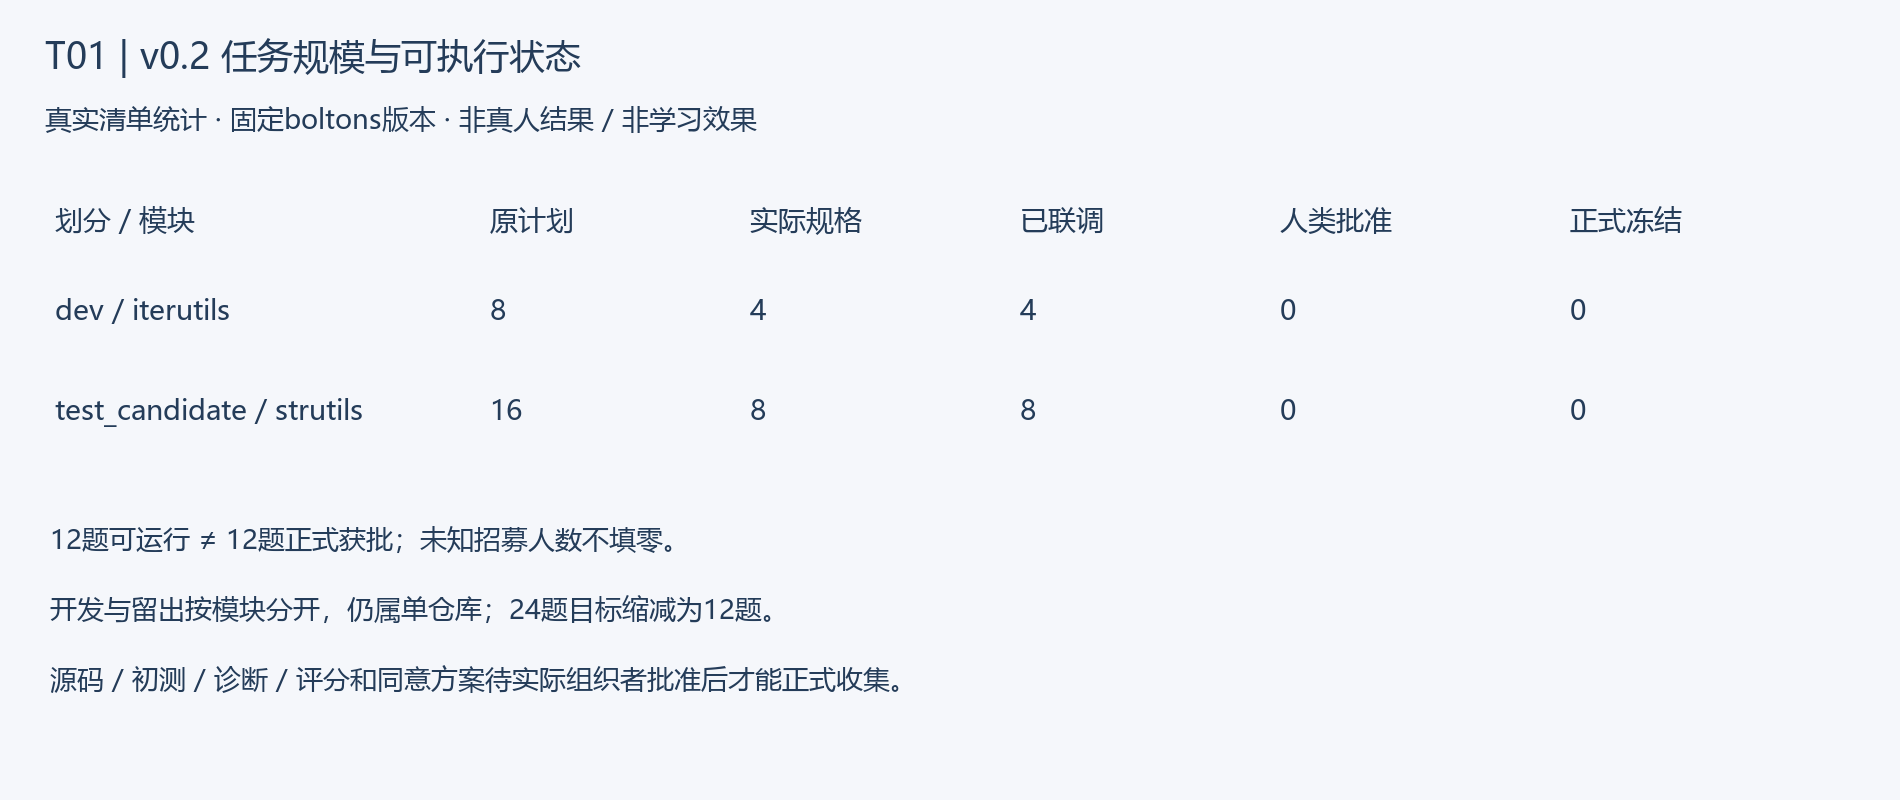 T01 | v0.2 任务规模与可执行状态
真实清单统计 · 固定boltons版本 · 非真人结果 / 非学习效果
划分 / 模块 原计划 实际规格 已联调 人类批准 正式冻结
dev / iterutils 8 4 4 0 0
test_candidate / strutils 16 8 8 0 0
12题可运行 ≠ 12题正式获批；未知招募人数不填零。
开发与留出按模块分开，仍属单仓库；24题目标缩减为12题。
源码 / 初测 / 诊断 / 评分和同意方案待实际组织者批准后才能正式收集。